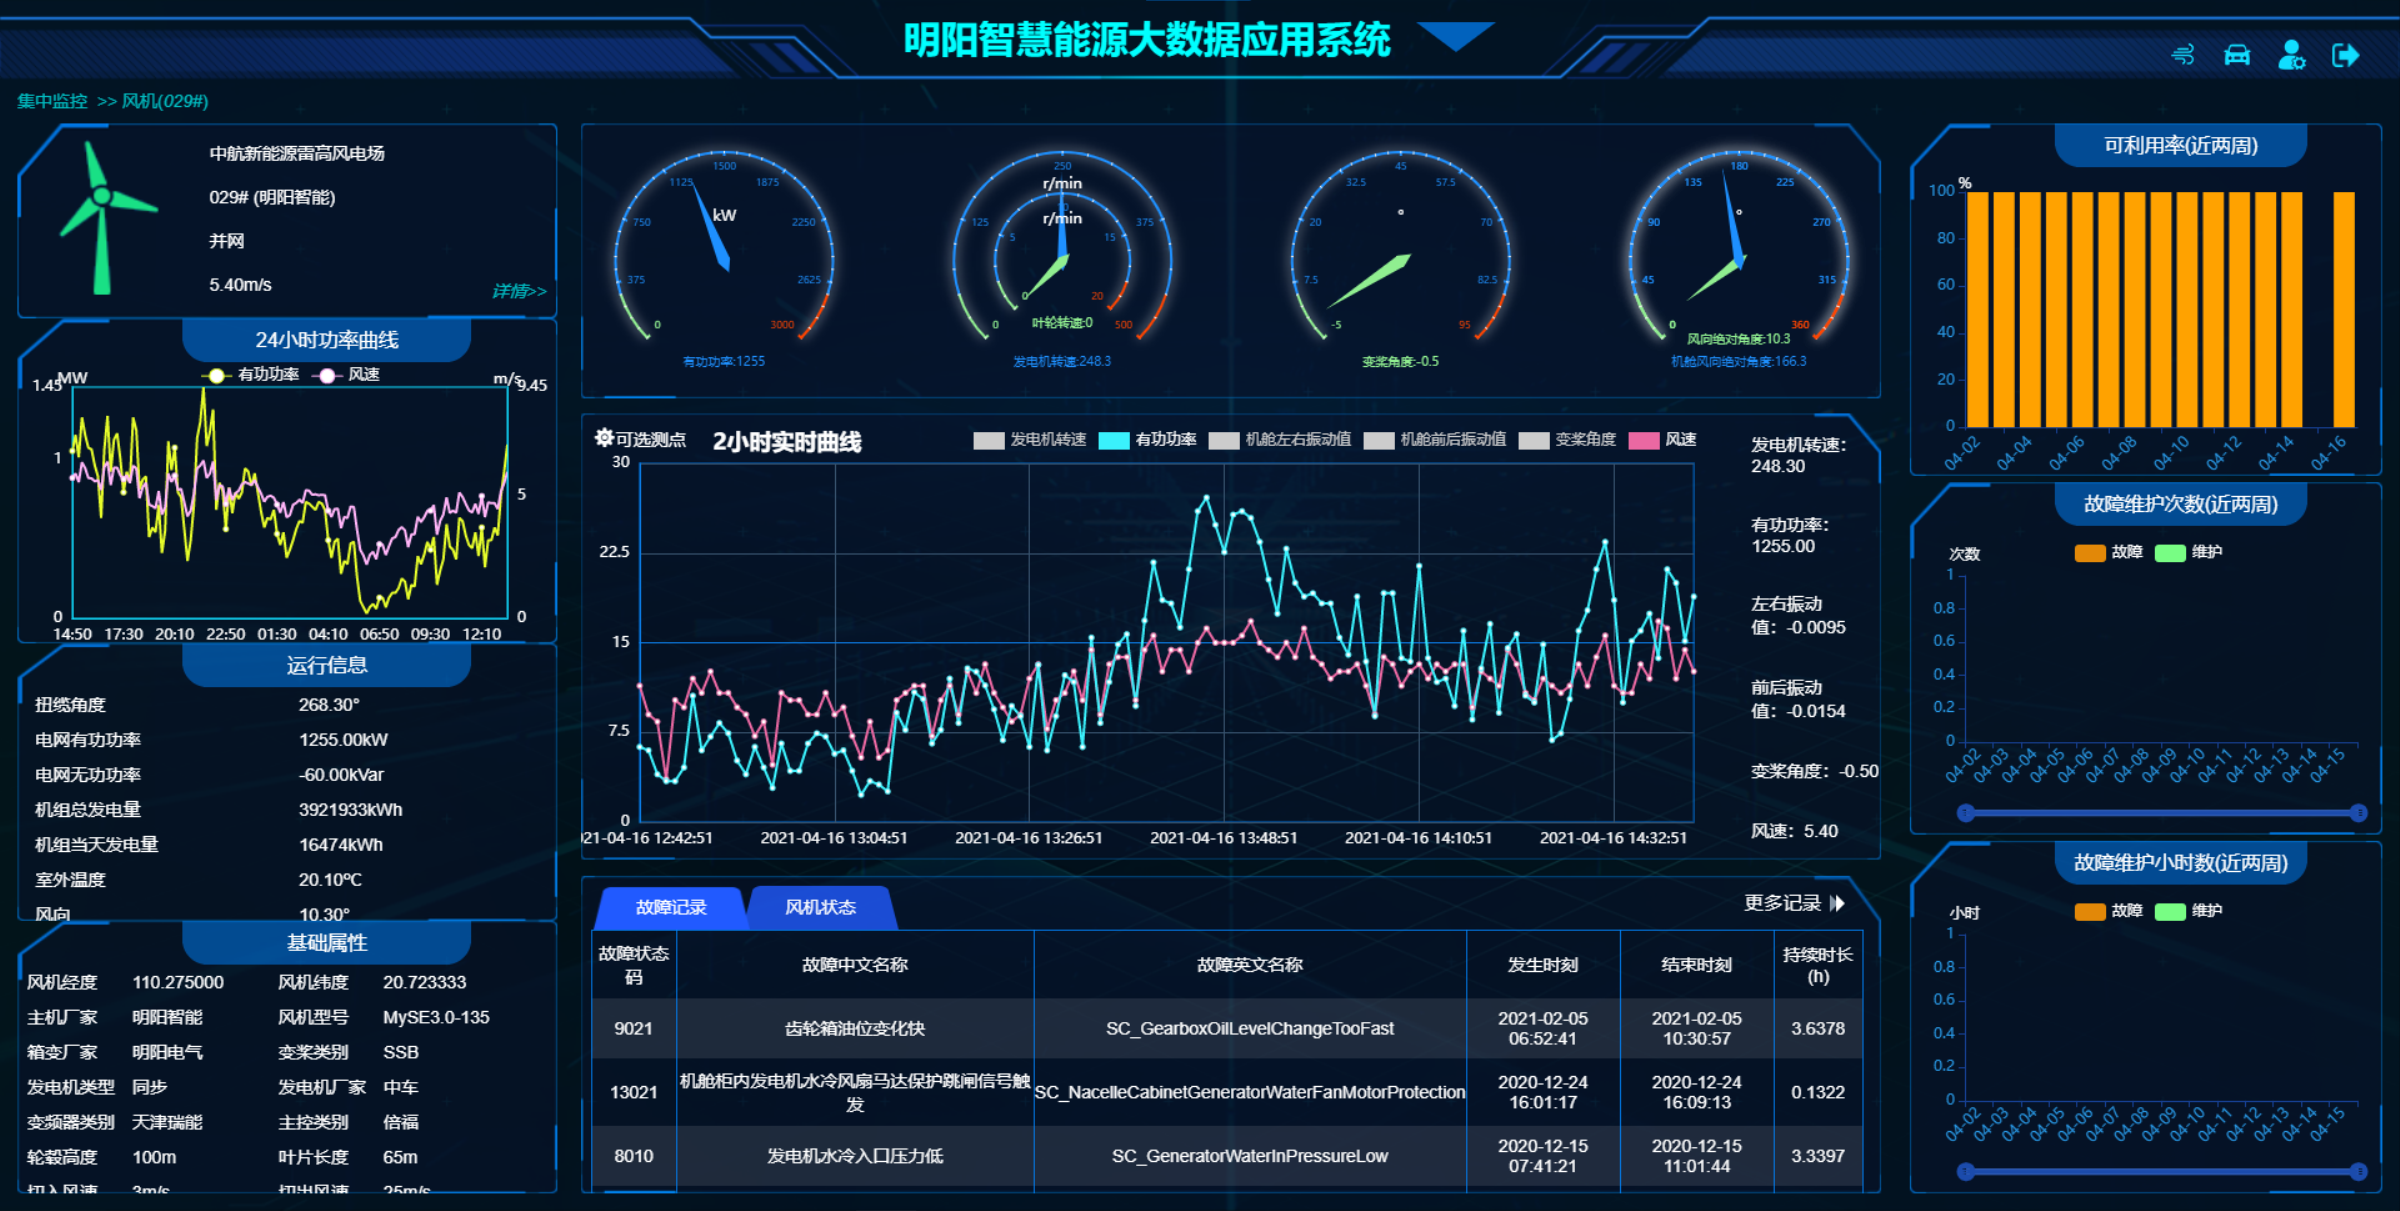 明阳智慧能源大数据应用系统
集中监控 >> 风机(029#)
中航新能源雷高风电场
029# (明阳智能)
并网
5.40m/s
详情>>
24小时功率曲线
MW
有功功率
风速
m/s
1.45
9.45
1
5
0
0
14:50 17:30 20:10 22:50 01:30 04:10 06:50 09:30 12:10
运行信息
扭缆角度 268.30°
电网有功功率 1255.00kW
电网无功功率 -60.00kVar
机组总发电量 3921933kWh
机组当天发电量 16474kWh
室外温度 20.10℃
风向 10.30°
基础属性
风机经度 110.275000 风机纬度 20.723333
主机厂家 明阳智能 风机型号 MySE3.0-135
箱变厂家 明阳电气 变桨类别 SSB
发电机类型 同步 发电机厂家 中车
变频器类别 天津瑞能 主控类别 倍福
轮毂高度 100m 叶片长度 65m
切入风速 3m/s 切出风速 25m/s
0 375 750 1125 1500 1875 2250 2625 3000
kW
有功功率:1255
0 125 250 375 500
r/min
0 5 10 15 20
r/min
叶轮转速:0
发电机转速:248.3
-5 7.5 20 32.5 45 57.5 70 82.5 95
°
变桨角度:-0.5
0 45 90 135 180 225 270 315 360
°
风向绝对角度:10.3
机舱风向绝对角度:166.3
可选测点
2小时实时曲线
发电机转速 有功功率 机舱左右振动值 机舱前后振动值 变桨角度 风速
30
22.5
15
7.5
0
21-04-16 12:42:51 2021-04-16 13:04:51 2021-04-16 13:26:51 2021-04-16 13:48:51 2021-04-16 14:10:51 2021-04-16 14:32:51
发电机转速:
248.30
有功功率:
1255.00
左右振动
值: -0.0095
前后振动
值: -0.0154
变桨角度: -0.50
风速: 5.40
故障记录
风机状态
更多记录
故障状态
码
故障中文名称
故障英文名称
发生时刻
结束时刻
持续时长
(h)
9021
齿轮箱油位变化快
SC_GearboxOilLevelChangeTooFast
2021-02-05
06:52:41
2021-02-05
10:30:57
3.6378
13021
机舱柜内发电机水冷风扇马达保护跳闸信号触
发
SC_NacelleCabinetGeneratorWaterFanMotorProtection
2020-12-24
16:01:17
2020-12-24
16:09:13
0.1322
8010
发电机水冷入口压力低
SC_GeneratorWaterInPressureLow
2020-12-15
07:41:21
2020-12-15
11:01:44
3.3397
可利用率(近两周)
%
100
80
60
40
20
0
04-02 04-04 04-06 04-08 04-10 04-12 04-14 04-16
故障维护次数(近两周)
次数
故障 维护
1
0.8
0.6
0.4
0.2
0
04-02 04-03 04-04 04-05 04-06 04-07 04-08 04-09 04-10 04-11 04-12 04-13 04-14 04-15
故障维护小时数(近两周)
小时
故障 维护
1
0.8
0.6
0.4
0.2
0
04-02 04-03 04-04 04-05 04-06 04-07 04-08 04-09 04-10 04-11 04-12 04-13 04-14 04-15